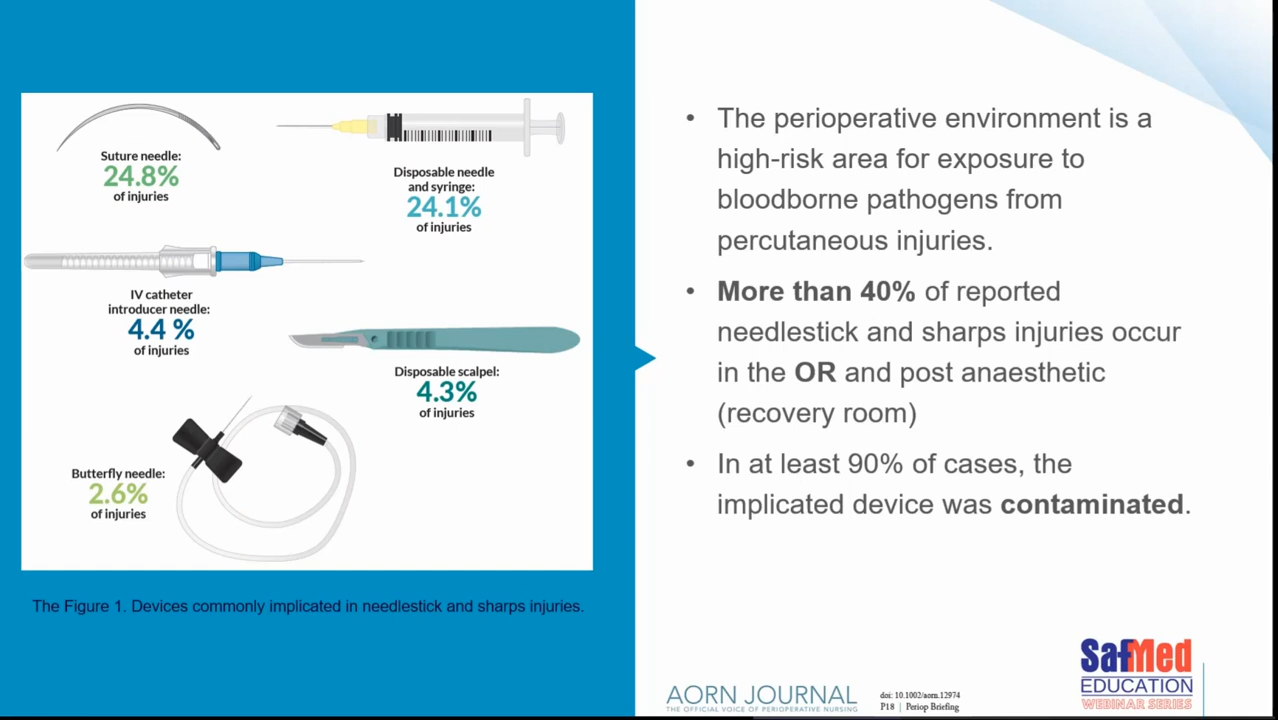 Suture needle:
24.8%
of injuries
Disposable needle
and syringe:
24.1%
of injuries
IV catheter
introducer needle:
4.4 %
of injuries
Disposable scalpel:
4.3%
of injuries
Butterfly needle:
2.6%
of injuries
The Figure 1. Devices commonly implicated in needlestick and sharps injuries.
• The perioperative environment is a
high-risk area for exposure to
bloodborne pathogens from
percutaneous injuries.
• More than 40% of reported
needlestick and sharps injuries occur
in the OR and post anaesthetic
(recovery room)
• In at least 90% of cases, the
implicated device was contaminated.
AORN JOURNAL
THE OFFICIAL VOICE OF PERIOPERATIVE NURSING
doi: 10.1002/aorn.12974
P18 | Periop Briefing
SafMed
EDUCATION
WEBINAR SERIES